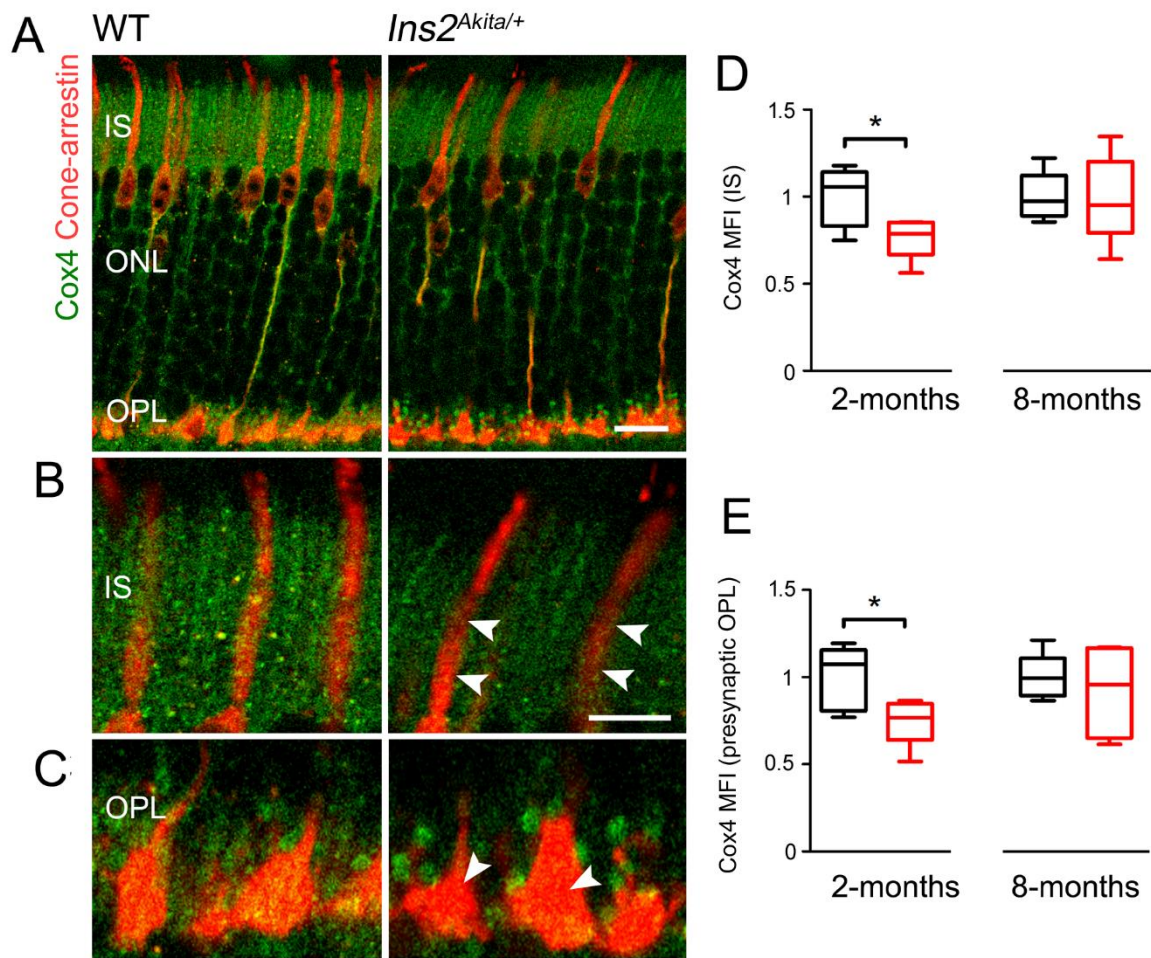 WT Ins2Akita/+
A
Cox4 Cone-arrestin
IS
ONL
OPL
B
IS
C
OPL
D
Cox4 MFI (IS)
1.5
1
0.5
0
*
2-months 8-months
E
Cox4 MFI (presynaptic OPL)
1.5
1
0.5
0
*
2-months 8-months